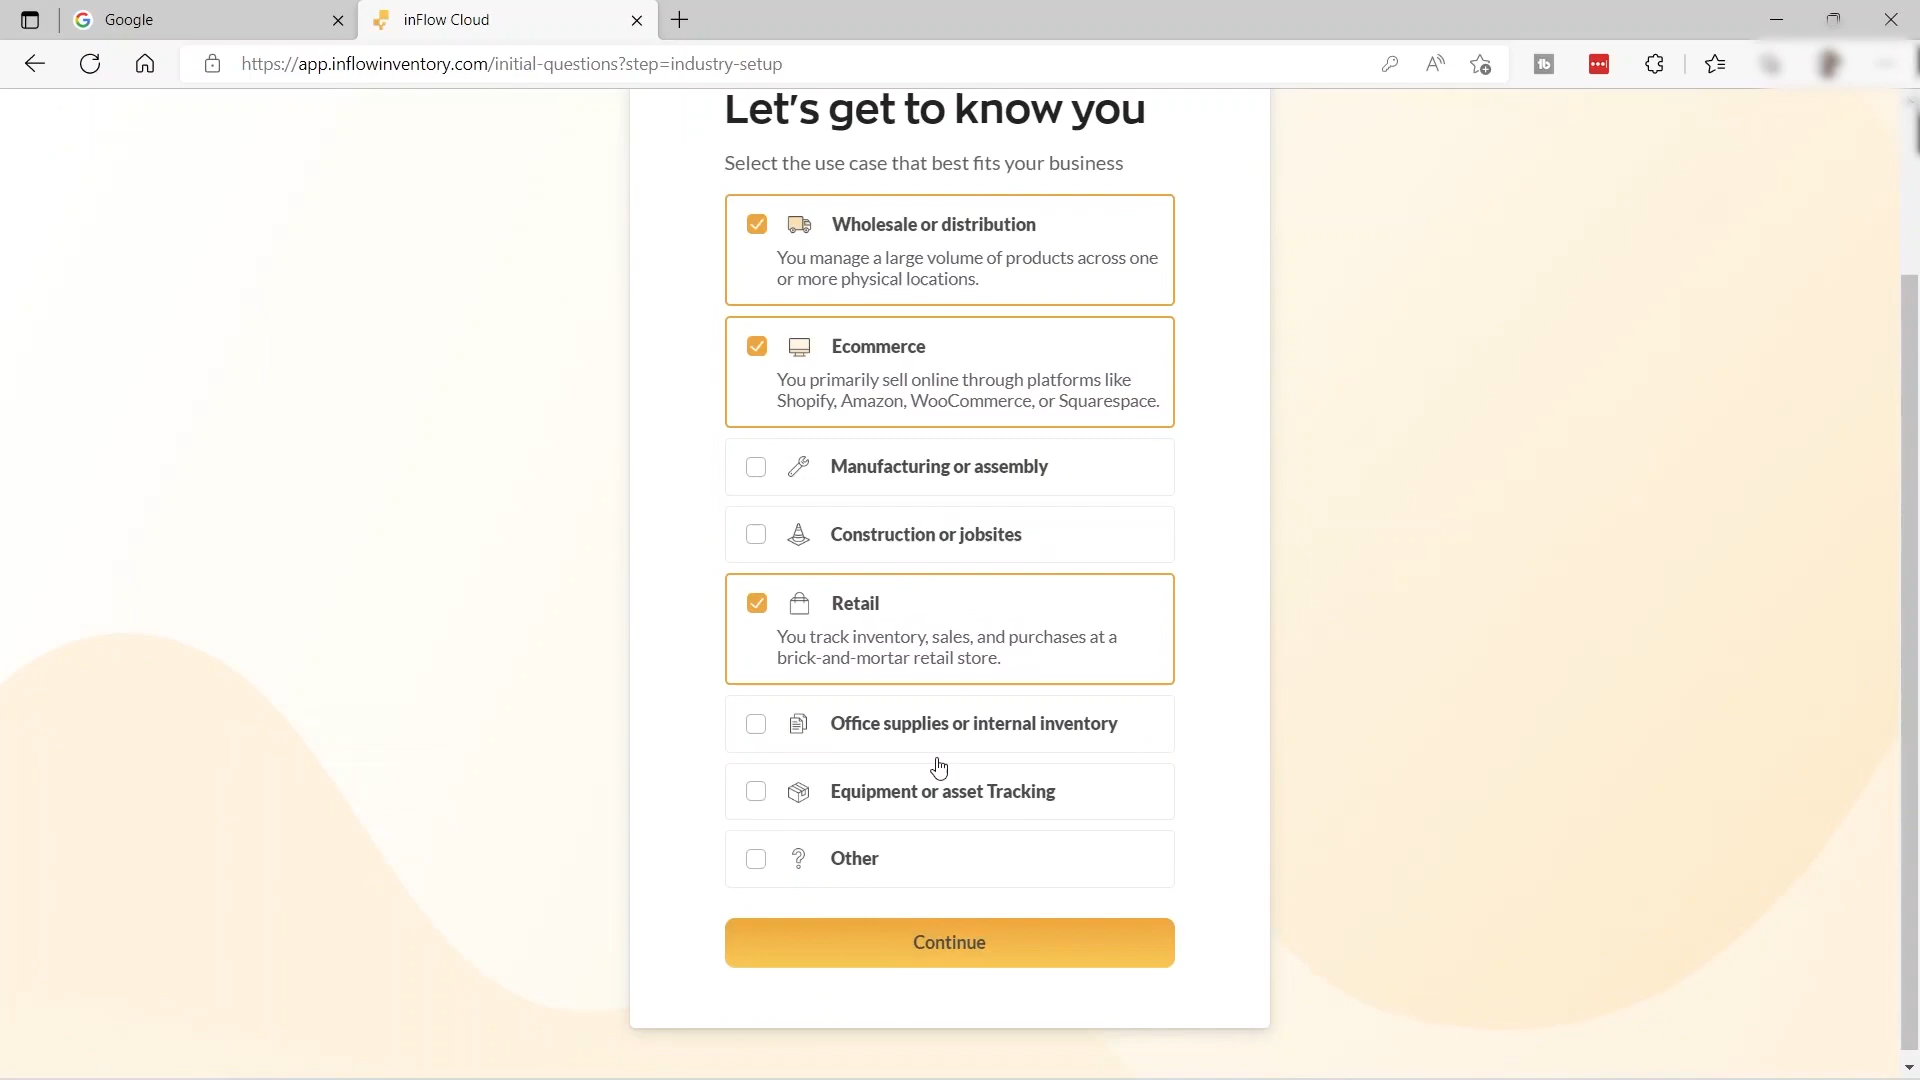 Google
inFlow Cloud
https://app.inflowinventory.com/initial-questions?step=industry-setup
Let's get to know you
Select the use case that best fits your business
Wholesale or distribution
You manage a large volume of products across one
or more physical locations.
Ecommerce
You primarily sell online through platforms like
Shopify, Amazon, WooCommerce, or Squarespace.
Manufacturing or assembly
Construction or jobsites
Retail
You track inventory, sales, and purchases at a
brick-and-mortar retail store.
Office supplies or internal inventory
Equipment or asset Tracking
Other
Continue